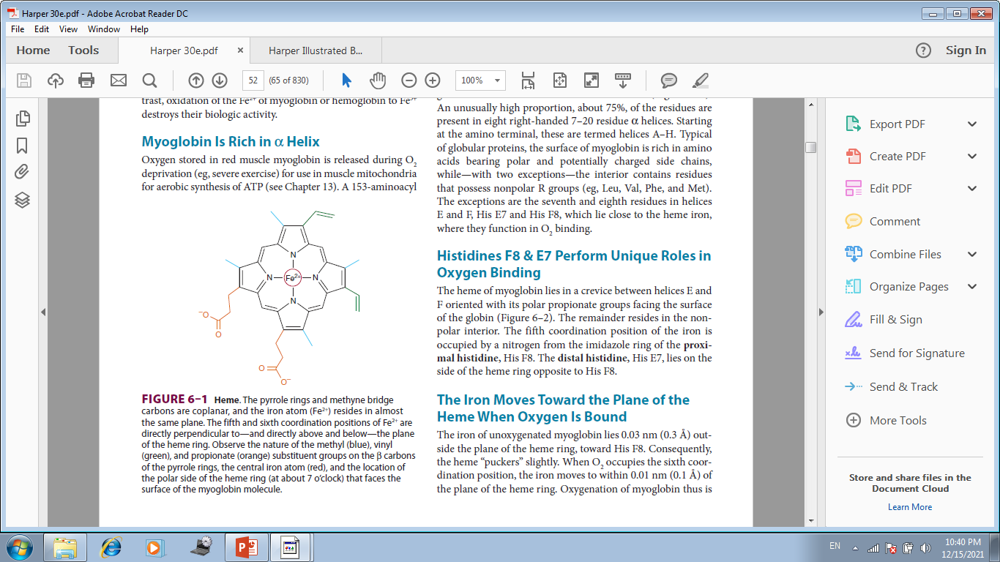 Harper 30e.pdf - Adobe Acrobat Reader DC
File Edit View Window Help
Home Tools Harper 30e.pdf × Harper Illustrated B... Sign In
52 (65 of 830) 100%
trast, oxidation of the Fe2+ of myoglobin or hemoglobin to Fe3+
destroys their biologic activity.
Myoglobin Is Rich in α Helix
Oxygen stored in red muscle myoglobin is released during O2
deprivation (eg, severe exercise) for use in muscle mitochondria
for aerobic synthesis of ATP (see Chapter 13). A 153-aminoacyl
N
N Fe2+ N
N
−O
O
O
O−
FIGURE 6–1 Heme. The pyrrole rings and methyne bridge
carbons are coplanar, and the iron atom (Fe2+) resides in almost
the same plane. The fifth and sixth coordination positions of Fe2+ are
directly perpendicular to—and directly above and below—the plane
of the heme ring. Observe the nature of the methyl (blue), vinyl
(green), and propionate (orange) substituent groups on the β carbons
of the pyrrole rings, the central iron atom (red), and the location of
the polar side of the heme ring (at about 7 o'clock) that faces the
surface of the myoglobin molecule.
An unusually high proportion, about 75%, of the residues are
present in eight right-handed 7–20 residue α helices. Starting
at the amino terminal, these are termed helices A–H. Typical
of globular proteins, the surface of myoglobin is rich in amino
acids bearing polar and potentially charged side chains,
while—with two exceptions—the interior contains residues
that possess nonpolar R groups (eg, Leu, Val, Phe, and Met).
The exceptions are the seventh and eighth residues in helices
E and F, His E7 and His F8, which lie close to the heme iron,
where they function in O2 binding.
Histidines F8 & E7 Perform Unique Roles in
Oxygen Binding
The heme of myoglobin lies in a crevice between helices E and
F oriented with its polar propionate groups facing the surface
of the globin (Figure 6–2). The remainder resides in the non-
polar interior. The fifth coordination position of the iron is
occupied by a nitrogen from the imidazole ring of the proxi-
mal histidine, His F8. The distal histidine, His E7, lies on the
side of the heme ring opposite to His F8.
The Iron Moves Toward the Plane of the
Heme When Oxygen Is Bound
The iron of unoxygenated myoglobin lies 0.03 nm (0.3 Å) out-
side the plane of the heme ring, toward His F8. Consequently,
the heme “puckers” slightly. When O2 occupies the sixth coor-
dination position, the iron moves to within 0.01 nm (0.1 Å) of
the plane of the heme ring. Oxygenation of myoglobin thus is
Export PDF
Create PDF
Edit PDF
Comment
Combine Files
Organize Pages
Fill & Sign
Send for Signature
Send & Track
More Tools
Store and share files in the
Document Cloud
Learn More
EN
10:40 PM
12/15/2021